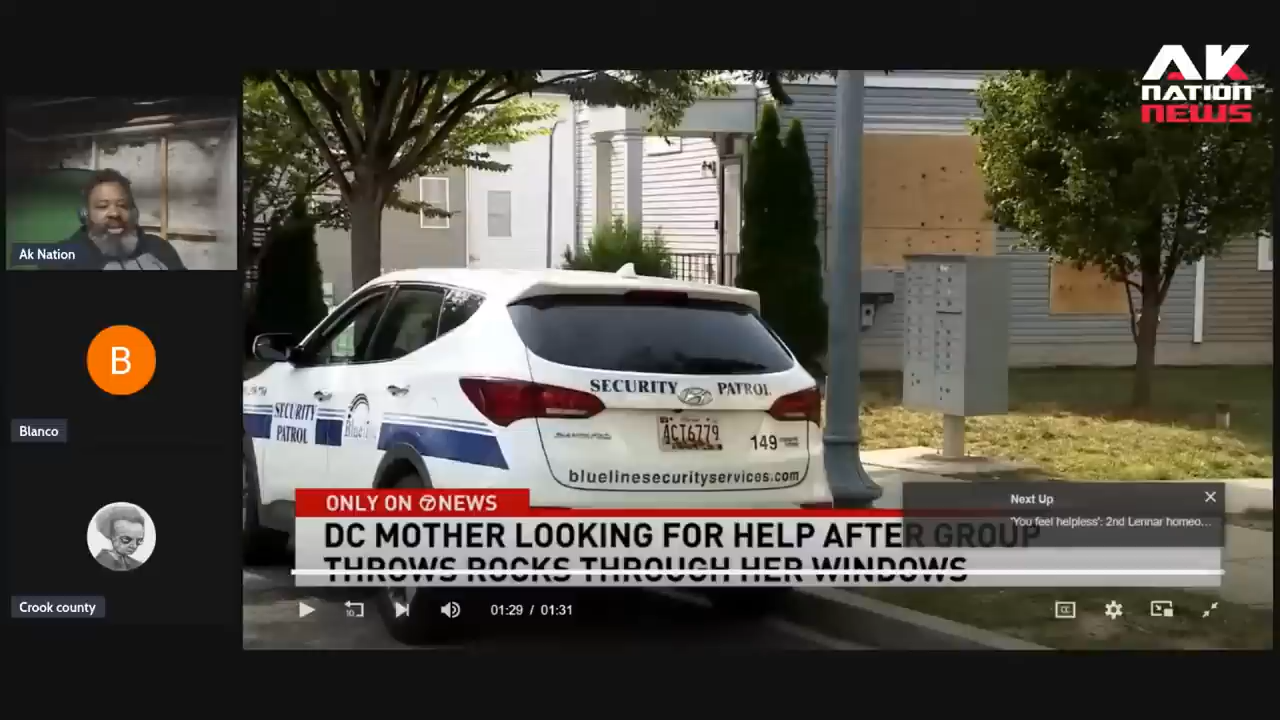 AK
NATION
NEWS
Ak Nation
B
Blanco
Crook county
SECURITY
PATROL
SECURITY PATROL
ACT6779
149
bluelinesecurityservices.com
ONLY ON 7NEWS
DC MOTHER LOOKING FOR HELP AFTER GROUP
THROWS ROCKS THROUGH HER WINDOWS
Next Up
'You feel helpless': 2nd Lennar homeo...
10
01:29 / 01:31
CC